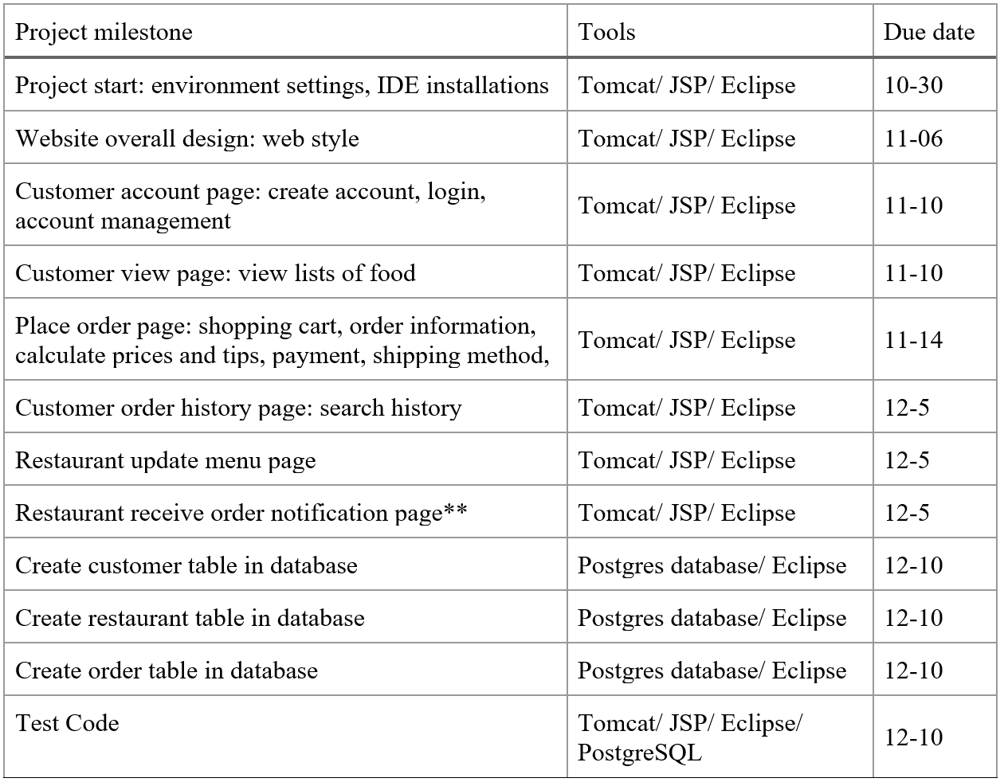 Project milestone Tools Due date
Project start: environment settings, IDE installations Tomcat/ JSP/ Eclipse 10-30
Website overall design: web style Tomcat/ JSP/ Eclipse 11-06
Customer account page: create account, login,
account management Tomcat/ JSP/ Eclipse 11-10
Customer view page: view lists of food Tomcat/ JSP/ Eclipse 11-10
Place order page: shopping cart, order information,
calculate prices and tips, payment, shipping method, Tomcat/ JSP/ Eclipse 11-14
Customer order history page: search history Tomcat/ JSP/ Eclipse 12-5
Restaurant update menu page Tomcat/ JSP/ Eclipse 12-5
Restaurant receive order notification page** Tomcat/ JSP/ Eclipse 12-5
Create customer table in database Postgres database/ Eclipse 12-10
Create restaurant table in database Postgres database/ Eclipse 12-10
Create order table in database Postgres database/ Eclipse 12-10
Test Code Tomcat/ JSP/ Eclipse/
PostgreSQL 12-10